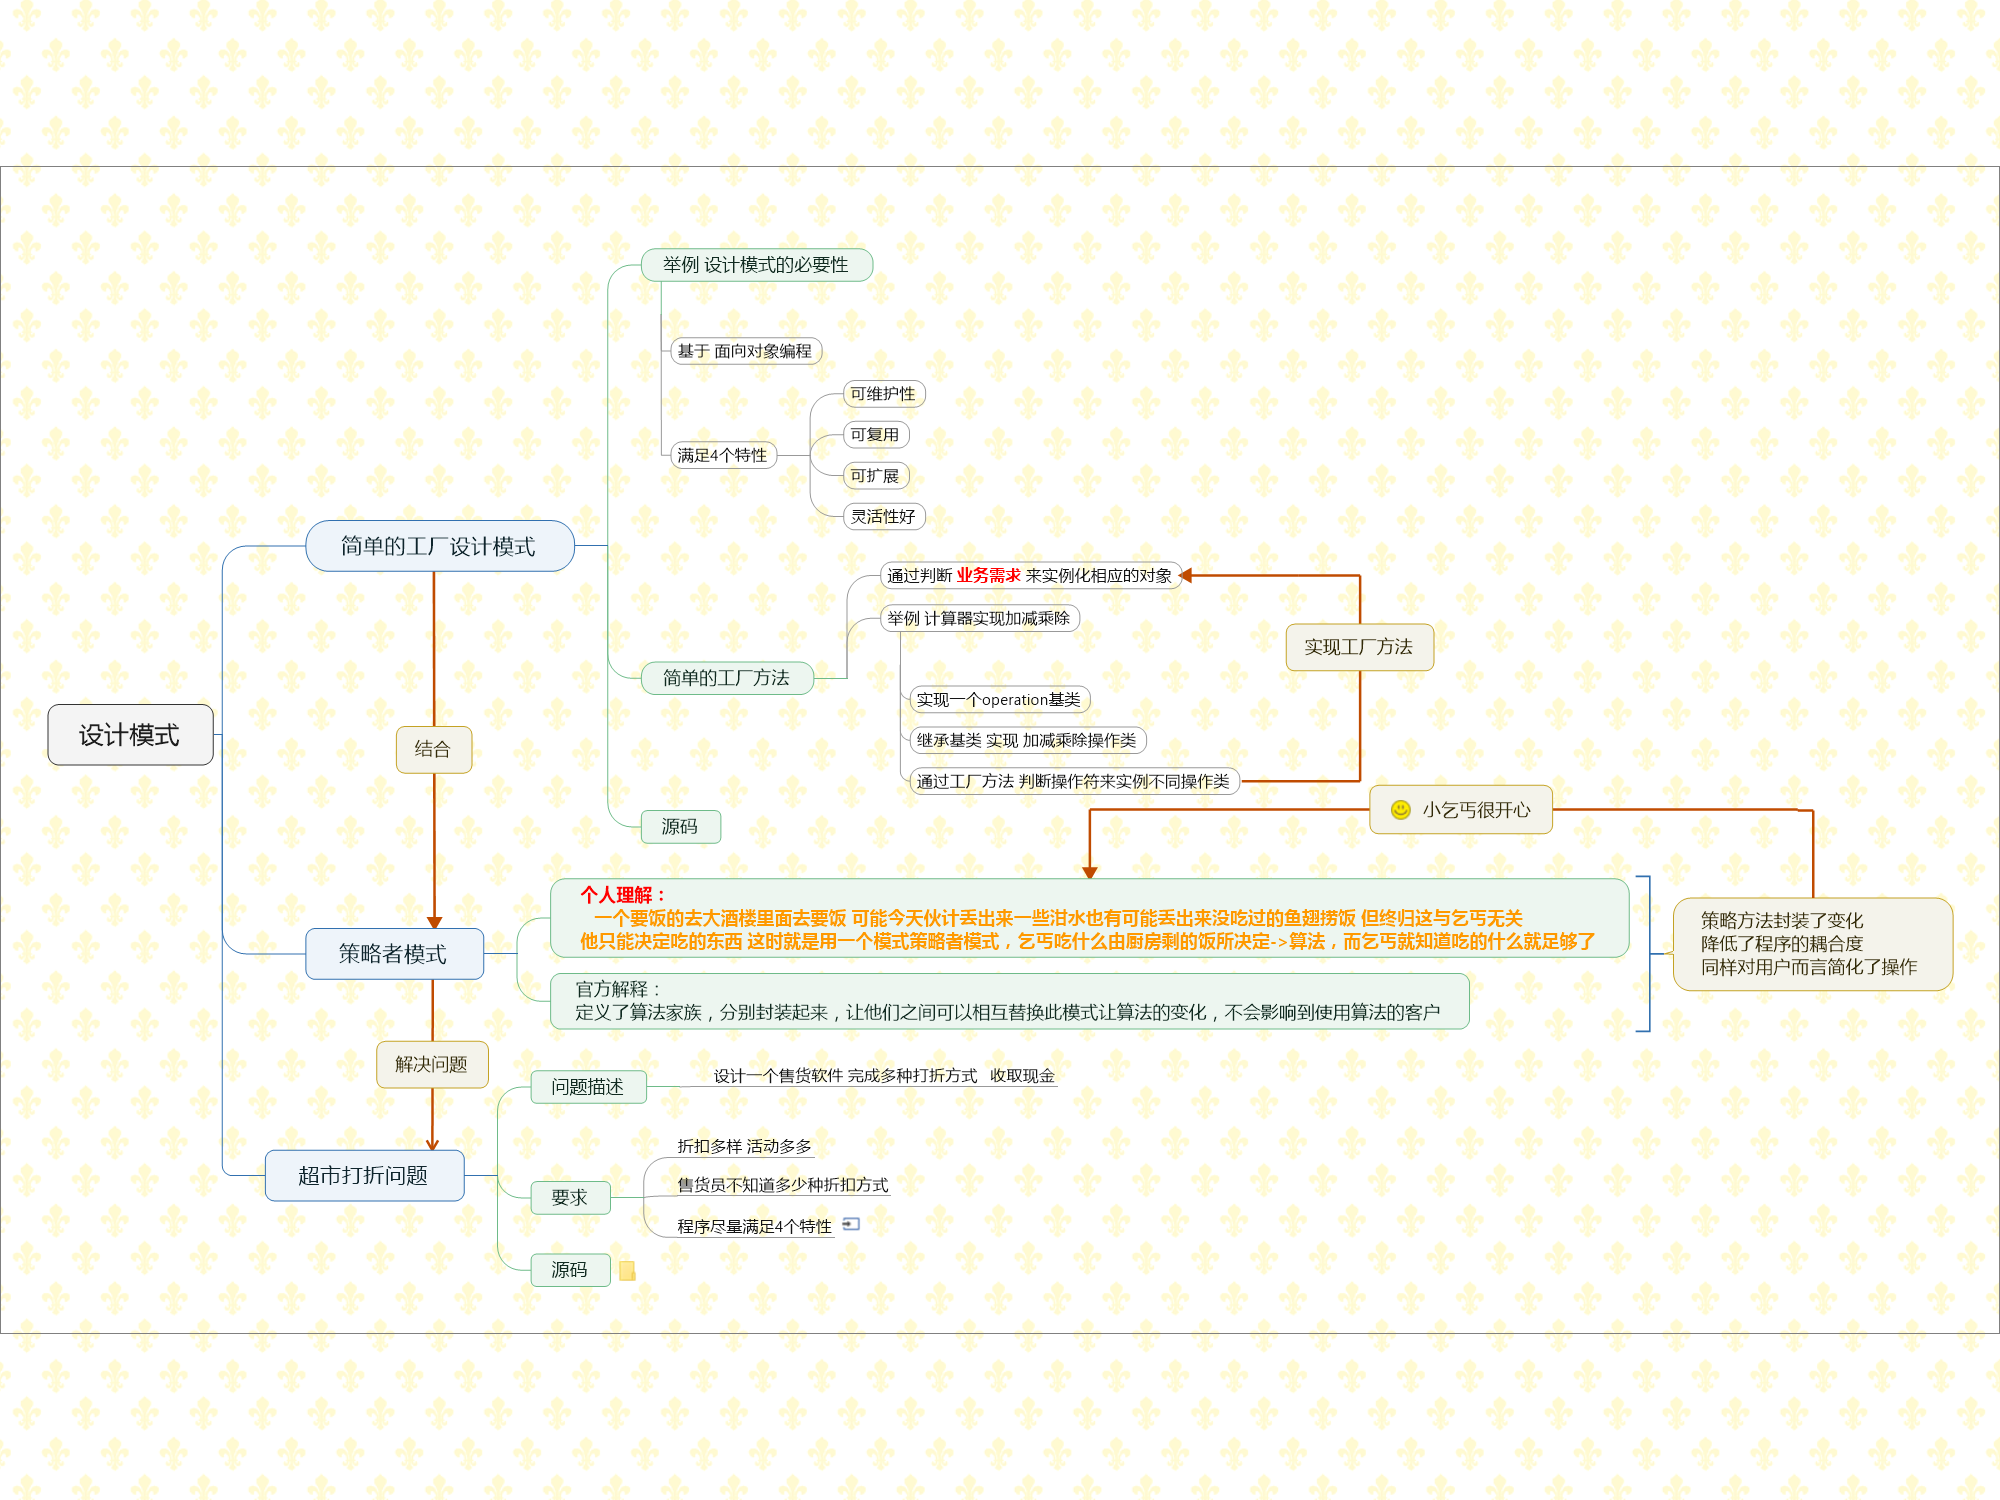 设计模式
简单的工厂设计模式
举例 设计模式的必要性
基于 面向对象编程
满足4个特性
可维护性
可复用
可扩展
灵活性好
简单的工厂方法
通过判断 业务需求 来实例化相应的对象
举例 计算器实现加减乘除
实现一个operation基类
继承基类 实现 加减乘除操作类
通过工厂方法 判断操作符来实例不同操作类
实现工厂方法
源码
结合
策略者模式
小乞丐很开心
个人理解：
一个要饭的去大酒楼里面去要饭 可能今天伙计丢出来一些泔水也有可能丢出来没吃过的鱼翅捞饭 但终归这与乞丐无关
他只能决定吃的东西 这时就是用一个模式策略者模式，乞丐吃什么由厨房剩的饭所决定->算法，而乞丐就知道吃的什么就足够了
官方解释：
定义了算法家族，分别封装起来，让他们之间可以相互替换此模式让算法的变化，不会影响到使用算法的客户
策略方法封装了变化
降低了程序的耦合度
同样对用户而言简化了操作
解决问题
超市打折问题
问题描述
设计一个售货软件 完成多种打折方式   收取现金
要求
折扣多样 活动多多
售货员不知道多少种折扣方式
程序尽量满足4个特性
源码